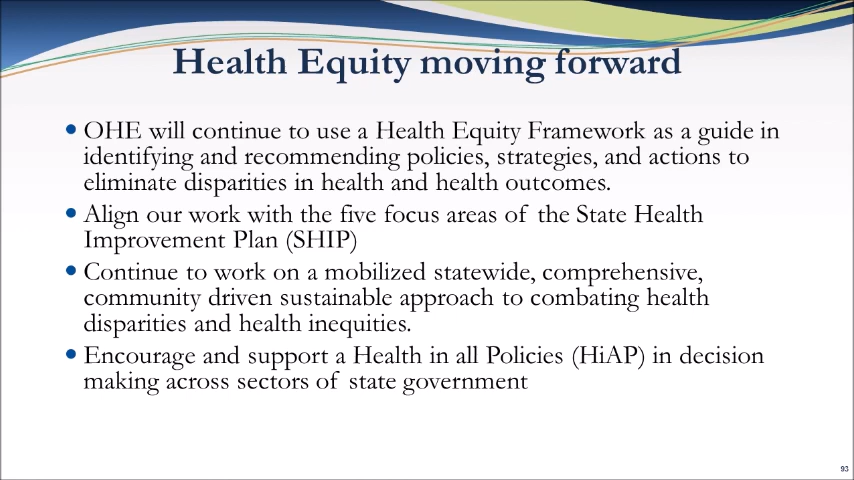 Health Equity moving forward
• OHE will continue to use a Health Equity Framework as a guide in
identifying and recommending policies, strategies, and actions to
eliminate disparities in health and health outcomes.
• Align our work with the five focus areas of the State Health
Improvement Plan (SHIP)
• Continue to work on a mobilized statewide, comprehensive,
community driven sustainable approach to combating health
disparities and health inequities.
• Encourage and support a Health in all Policies (HiAP) in decision
making across sectors of state government
93